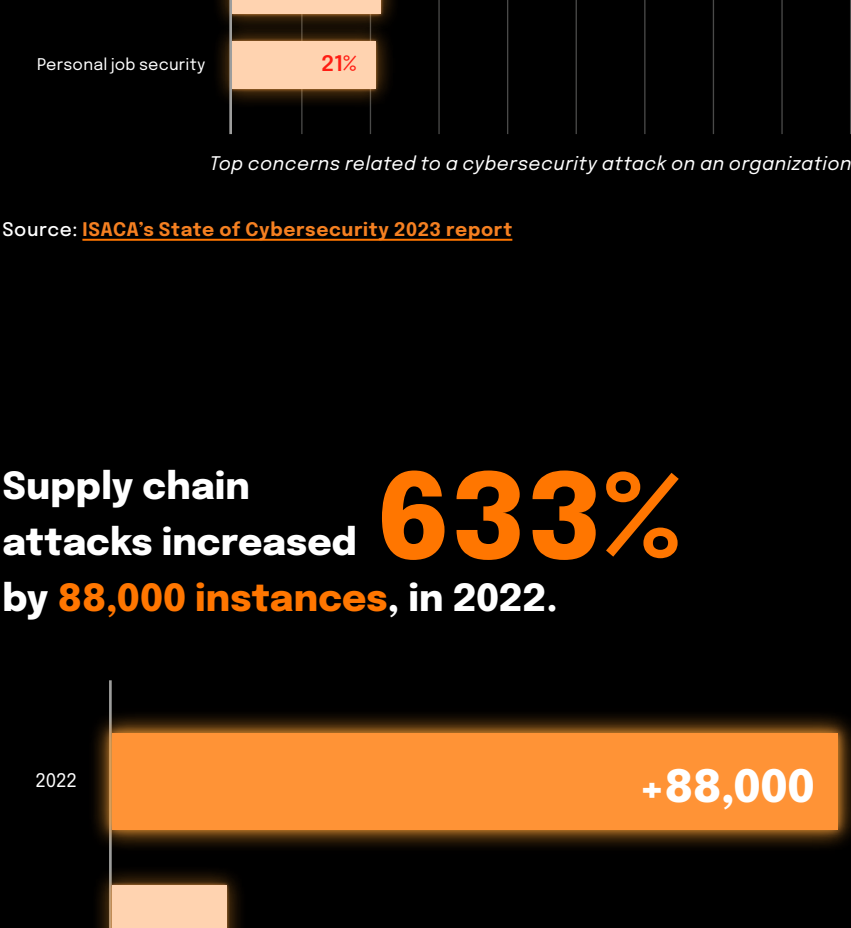 Personal job security
21%
Top concerns related to a cybersecurity attack on an organization
Source: ISACA’s State of Cybersecurity 2023 report
Supply chain
attacks increased 633%
by 88,000 instances, in 2022.
2022
+88,000